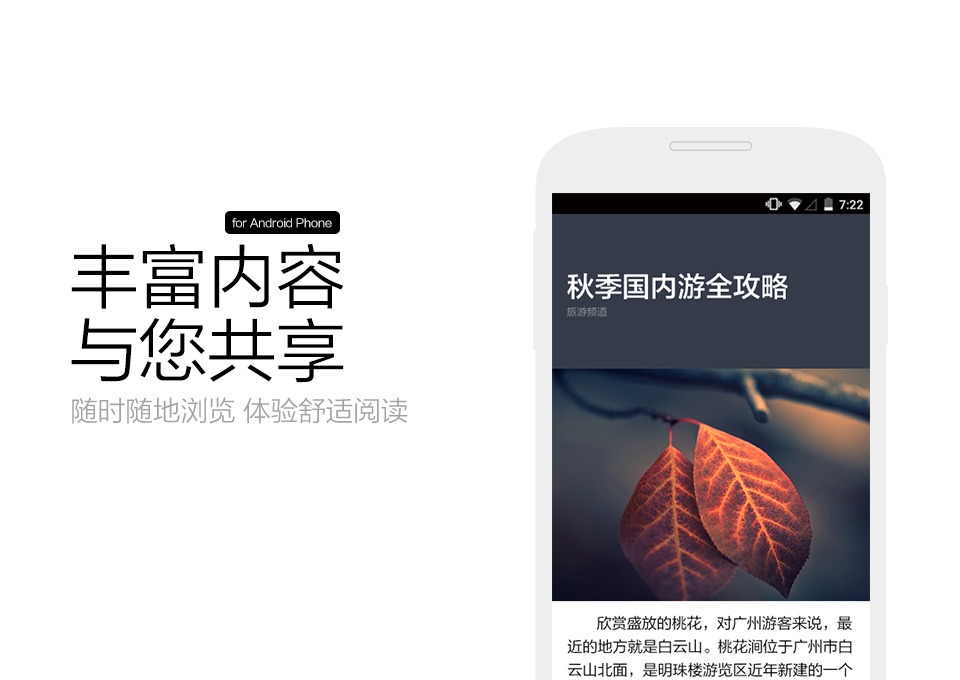 for Android Phone
丰富内容
与您共享
随时随地浏览 体验舒适阅读
7:22
秋季国内游全攻略
旅游频道
欣赏盛放的桃花，对广州游客来说，最
近的地方就是白云山。桃花涧位于广州市白
云山北面，是明珠楼游览区近年新建的一个